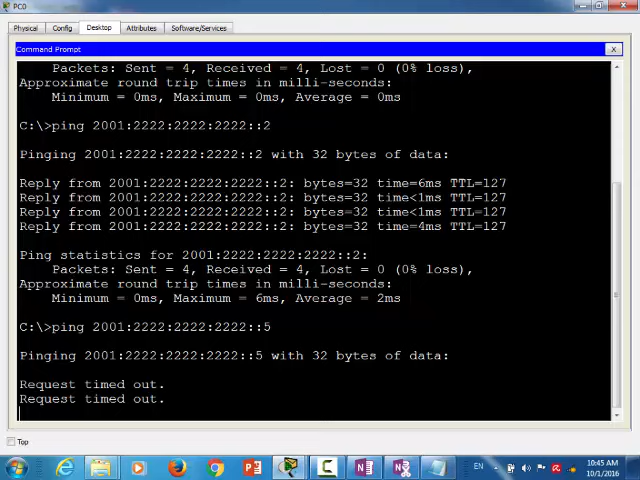 PC0
Physical Config Desktop Attributes Software/Services
Command Prompt X
Packets: Sent = 4, Received = 4, Lost = 0 (0% loss),
Approximate round trip times in milli-seconds:
Minimum = 0ms, Maximum = 0ms, Average = 0ms
C:\>ping 2001:2222:2222:2222::2
Pinging 2001:2222:2222:2222::2 with 32 bytes of data:
Reply from 2001:2222:2222:2222::2: bytes=32 time=6ms TTL=127
Reply from 2001:2222:2222:2222::2: bytes=32 time<1ms TTL=127
Reply from 2001:2222:2222:2222::2: bytes=32 time<1ms TTL=127
Reply from 2001:2222:2222:2222::2: bytes=32 time=4ms TTL=127
Ping statistics for 2001:2222:2222:2222::2:
Packets: Sent = 4, Received = 4, Lost = 0 (0% loss),
Approximate round trip times in milli-seconds:
Minimum = 0ms, Maximum = 6ms, Average = 2ms
C:\>ping 2001:2222:2222:2222::5
Pinging 2001:2222:2222:2222::5 with 32 bytes of data:
Request timed out.
Request timed out.
Top
EN
10:45 AM
10/1/2016